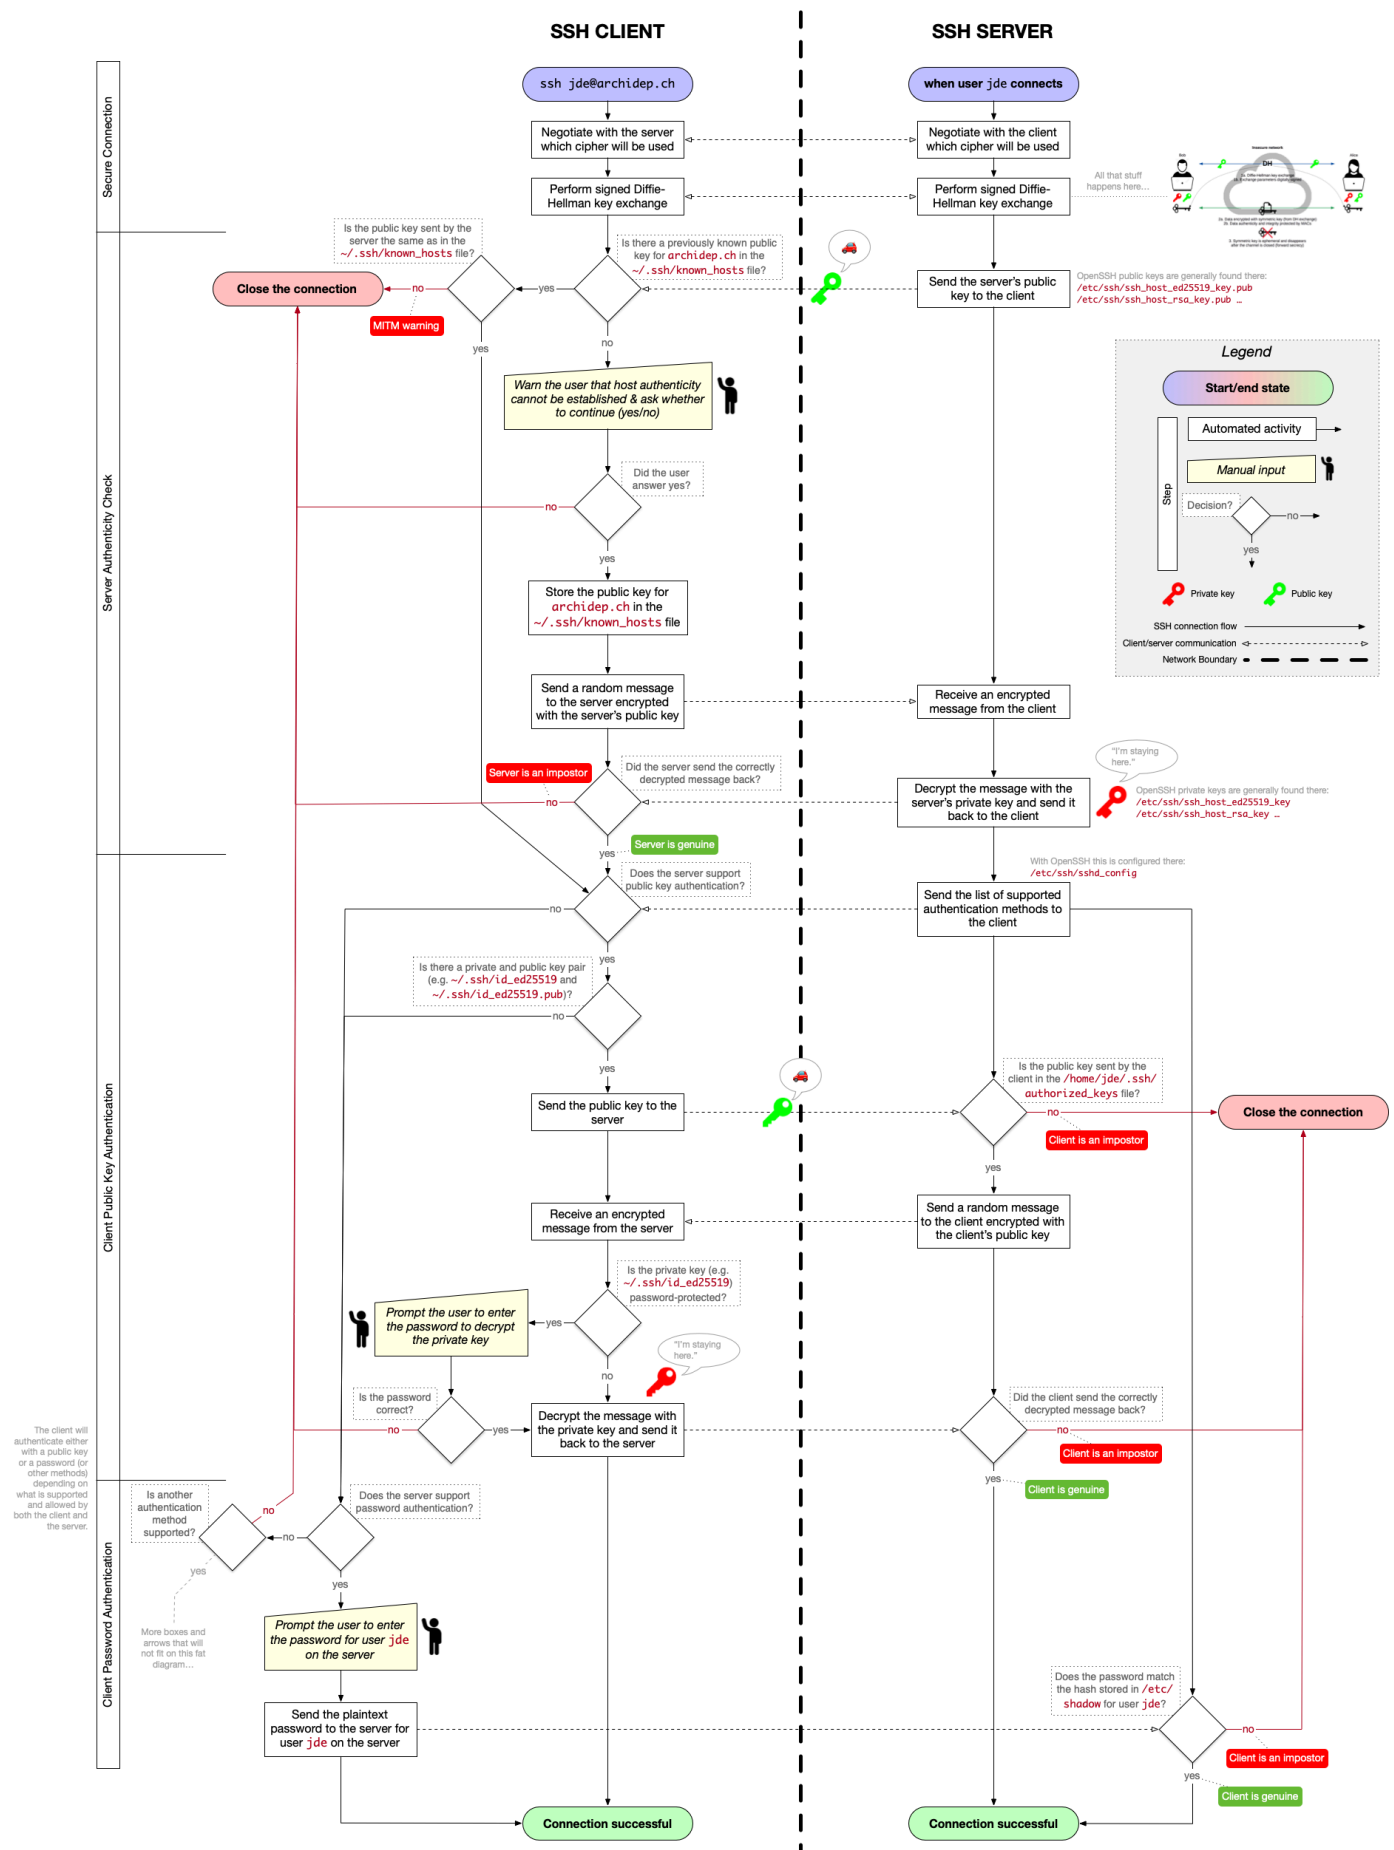 SSH CLIENT
SSH SERVER
Secure Connection
ssh jde@archidep.ch
when user jde connects
Negotiate with the server
which cipher will be used
Negotiate with the client
which cipher will be used
Perform signed Diffie-
Hellman key exchange
Perform signed Diffie-
Hellman key exchange
All that stuff
happens here…
Insecure network
Bob
Alice
DH
Server Authenticity Check
Is the public key sent by the
server the same as in the
~/.ssh/known_hosts file?
Is there a previously known public
key for archidep.ch in the
~/.ssh/known_hosts file?
Close the connection
no
yes
MITM warning
yes
no
Send the server's public
key to the client
OpenSSH public keys are generally found there:
/etc/ssh/ssh_host_ed25519_key.pub
/etc/ssh/ssh_host_rsa_key.pub …
Legend
Start/end state
Step
Automated activity
Manual input
Decision?
no
yes
Private key
Public key
SSH connection flow
Client/server communication
Network Boundary
Warn the user that host authenticity
cannot be established & ask whether
to continue (yes/no)
Did the user
answer yes?
no
yes
Store the public key for
archidep.ch in the
~/.ssh/known_hosts file
Send a random message
to the server encrypted
with the server's public key
Receive an encrypted
message from the client
Server is an impostor
Did the server send the correctly
decrypted message back?
no
yes
Server is genuine
"I'm staying
here."
Decrypt the message with the
server's private key and send it
back to the client
OpenSSH private keys are generally found there:
/etc/ssh/ssh_host_ed25519_key
/etc/ssh/ssh_host_rsa_key …
Client Public Key Authentication
Does the server support
public key authentication?
no
yes
With OpenSSH this is configured there:
/etc/ssh/sshd_config
Send the list of supported
authentication methods to
the client
Is there a private and public key pair
(e.g. ~/.ssh/id_ed25519 and
~/.ssh/id_ed25519.pub)?
no
yes
Send the public key to the
server
Is the public key sent by the
client in the /home/jde/.ssh/
authorized_keys file?
no
Close the connection
Client is an impostor
yes
Receive an encrypted
message from the server
Send a random message
to the client encrypted with
the client's public key
Is the private key (e.g.
~/.ssh/id_ed25519)
password-protected?
Prompt the user to enter
the password to decrypt
the private key
yes
no
"I'm staying
here."
Is the password
correct?
no
yes
Decrypt the message with
the private key and send it
back to the server
Did the client send the correctly
decrypted message back?
no
Client is an impostor
yes
Client is genuine
The client will
authenticate either
with a public key
or a password (or
other methods)
depending on
what is supported
and allowed by
both the client and
the server.
Client Password Authentication
Is another
authentication
method
supported?
no
Does the server support
password authentication?
no
yes
yes
More boxes and
arrows that will
not fit on this fat
diagram…
Prompt the user to enter
the password for user jde
on the server
Send the plaintext
password to the server for
user jde on the server
Does the password match
the hash stored in /etc/
shadow for user jde?
no
Client is an impostor
yes
Client is genuine
Connection successful
Connection successful